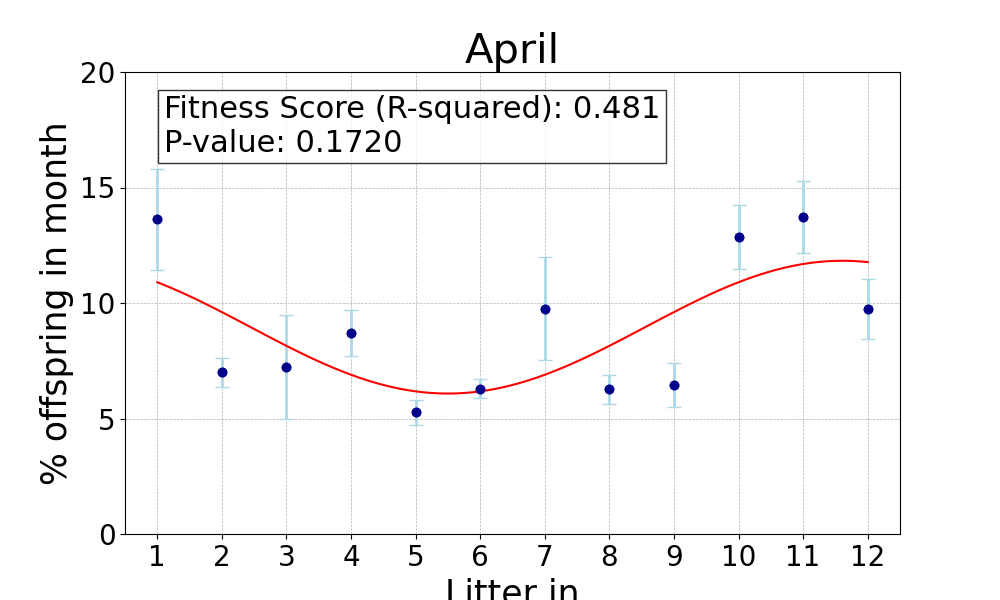 April
Fitness Score (R-squared): 0.481
P-value: 0.1720
% offspring in month
20
15
10
5
0
1 2 3 4 5 6 7 8 9 10 11 12
Litter in